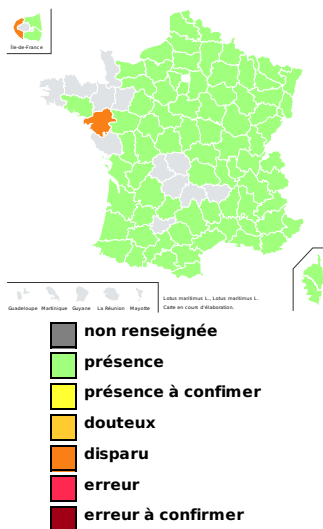 Île-de-France
Lotus maritimus L., Lotus maritimus L.
Carte en cours d'élaboration.
Guadeloupe Martinique Guyane La Réunion Mayotte
non renseignée
présence
présence à confimer
douteux
disparu
erreur
erreur à confirmer